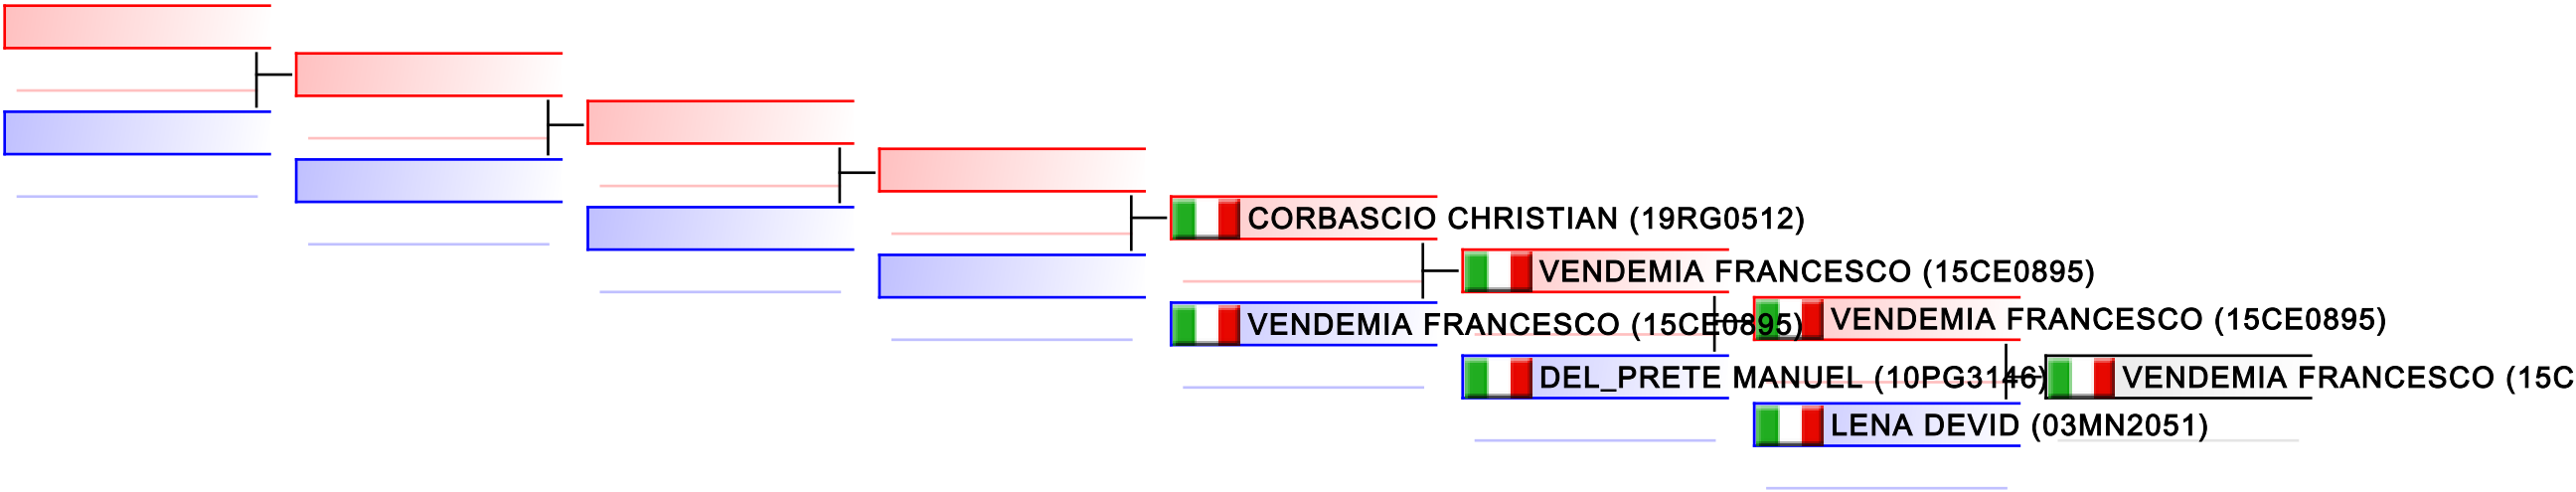 CORBASCIO CHRISTIAN (19RG0512)
VENDEMIA FRANCESCO (15CE0895)
VENDEMIA FRANCESCO (15CE0895)
VENDEMIA FRANCESCO (15CE0895)
DEL_PRETE MANUEL (10PG3146)
VENDEMIA FRANCESCO (15C
LENA DEVID (03MN2051)